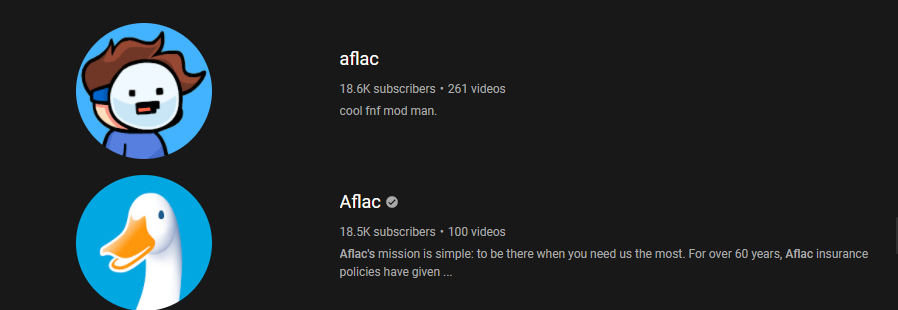 aflac
18.6K subscribers • 261 videos
cool fnf mod man.
Aflac
18.5K subscribers • 100 videos
Aflac's mission is simple: to be there when you need us the most. For over 60 years, Aflac insurance
policies have given ...